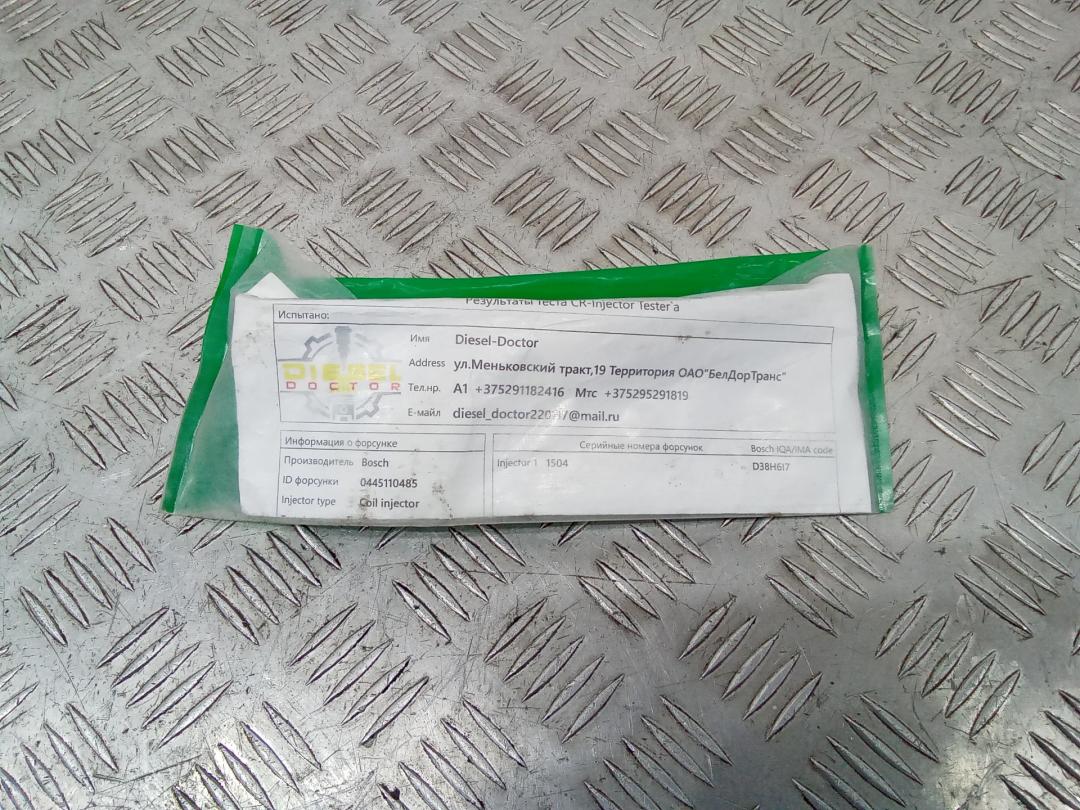 Результаты теста CR-Injector Tester`a
Испытано:
DIESEL
DOCTOR
Имя Diesel-Doctor
Address ул.Меньковский тракт,19 Территория ОАО"БелДорТранс"
Тел.нр. A1 +375291182416 Мтс +375295291819
Е-майл
Информация о форсунке
Производитель Bosch
ID форсунки 0445110485
Injector type Coil injector
Серийные номера форсунок Bosch IQA/IMA code
Injector 1 1504 D38H6I7